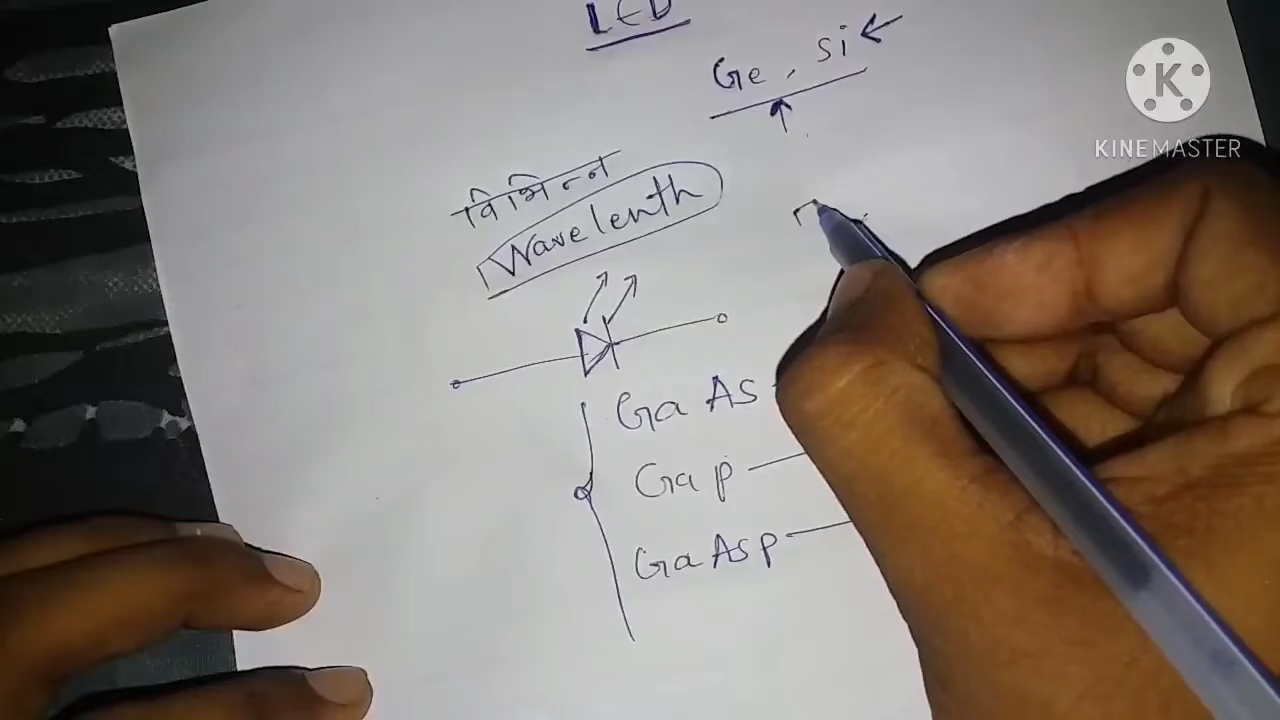 LED
Ge, Si
विभिन्न
Wavelenth
Ga As
Ga p
Ga As p
K
KINEMASTER